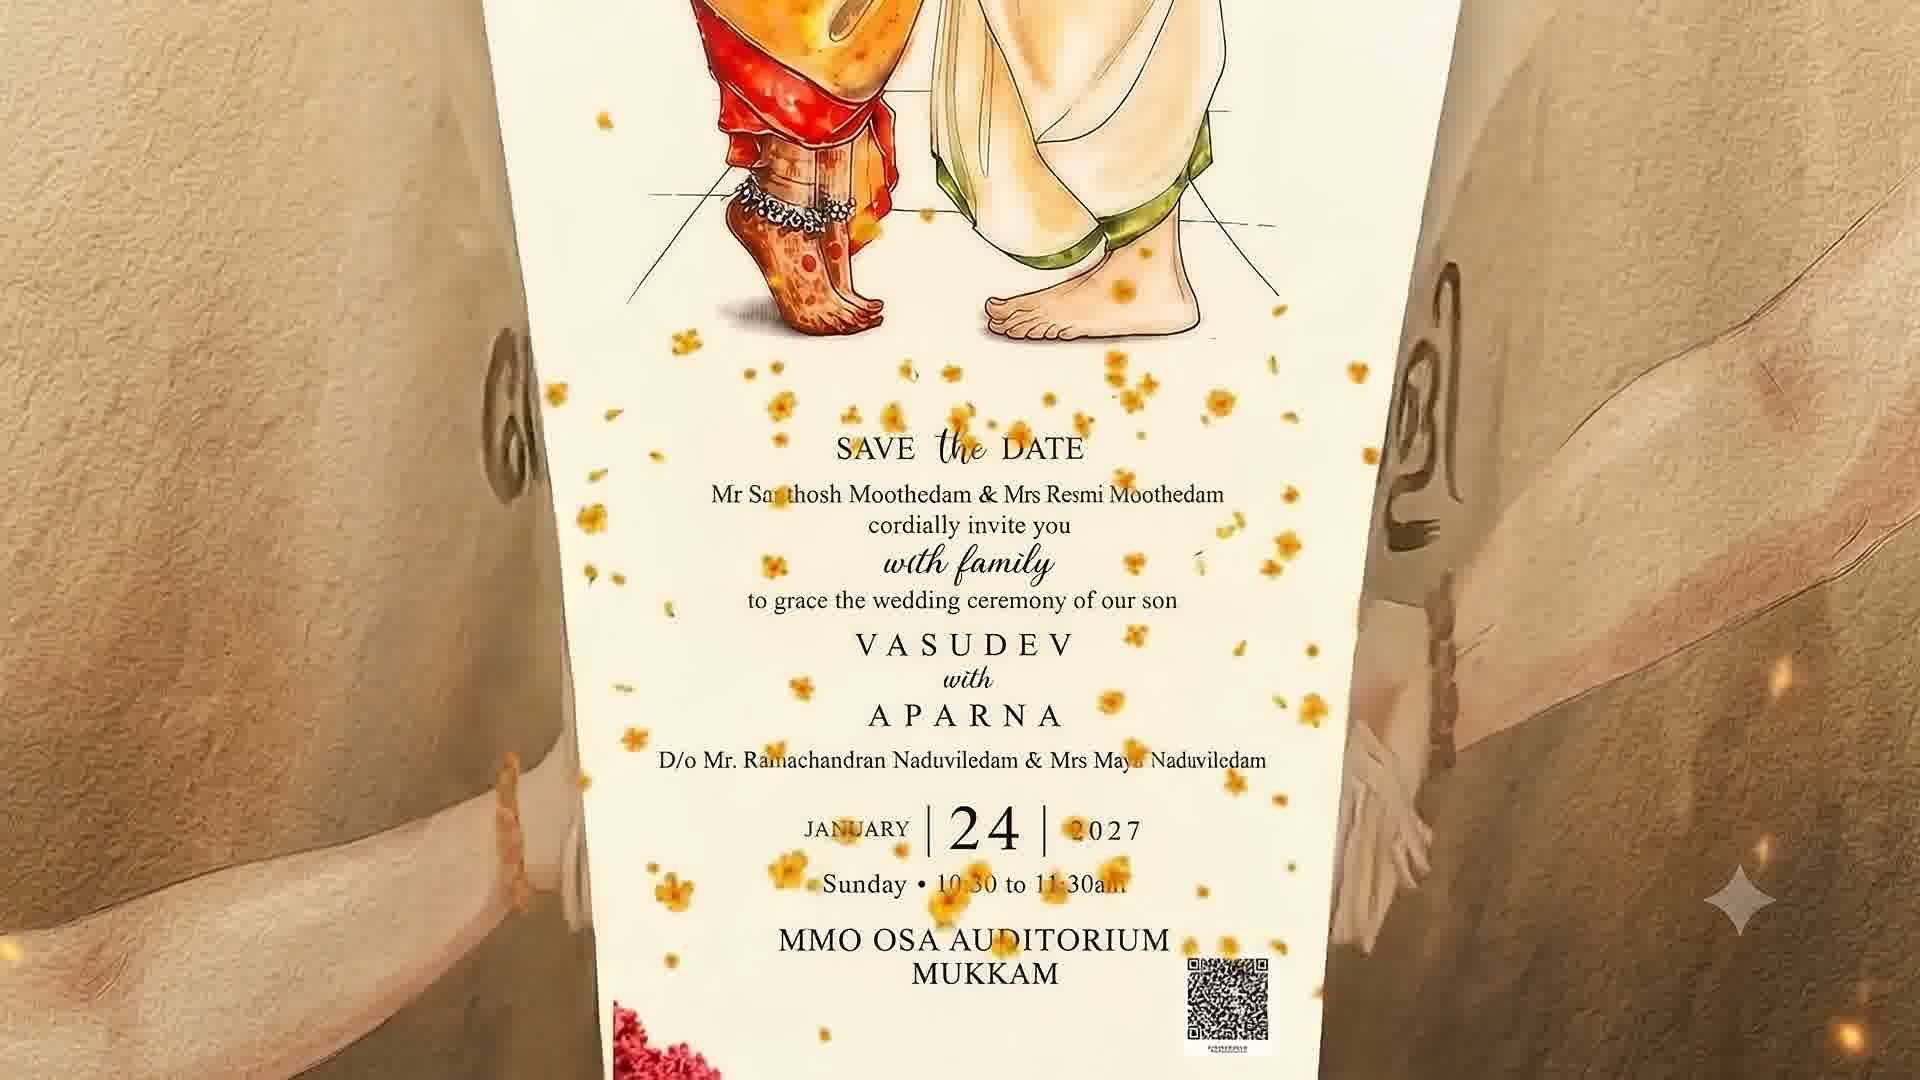 SAVE the DATE
Mr Santhosh Moothedam & Mrs Resmi Moothedam
cordially invite you
with family
to grace the wedding ceremony of our son
VASUDEV
with
APARNA
D/o Mr. Ramachandran Naduviledam & Mrs Maya Naduviledam
JANUARY | 24 | 2027
Sunday • 10:30 to 11:30am
MMO OSA AUDITORIUM
MUKKAM